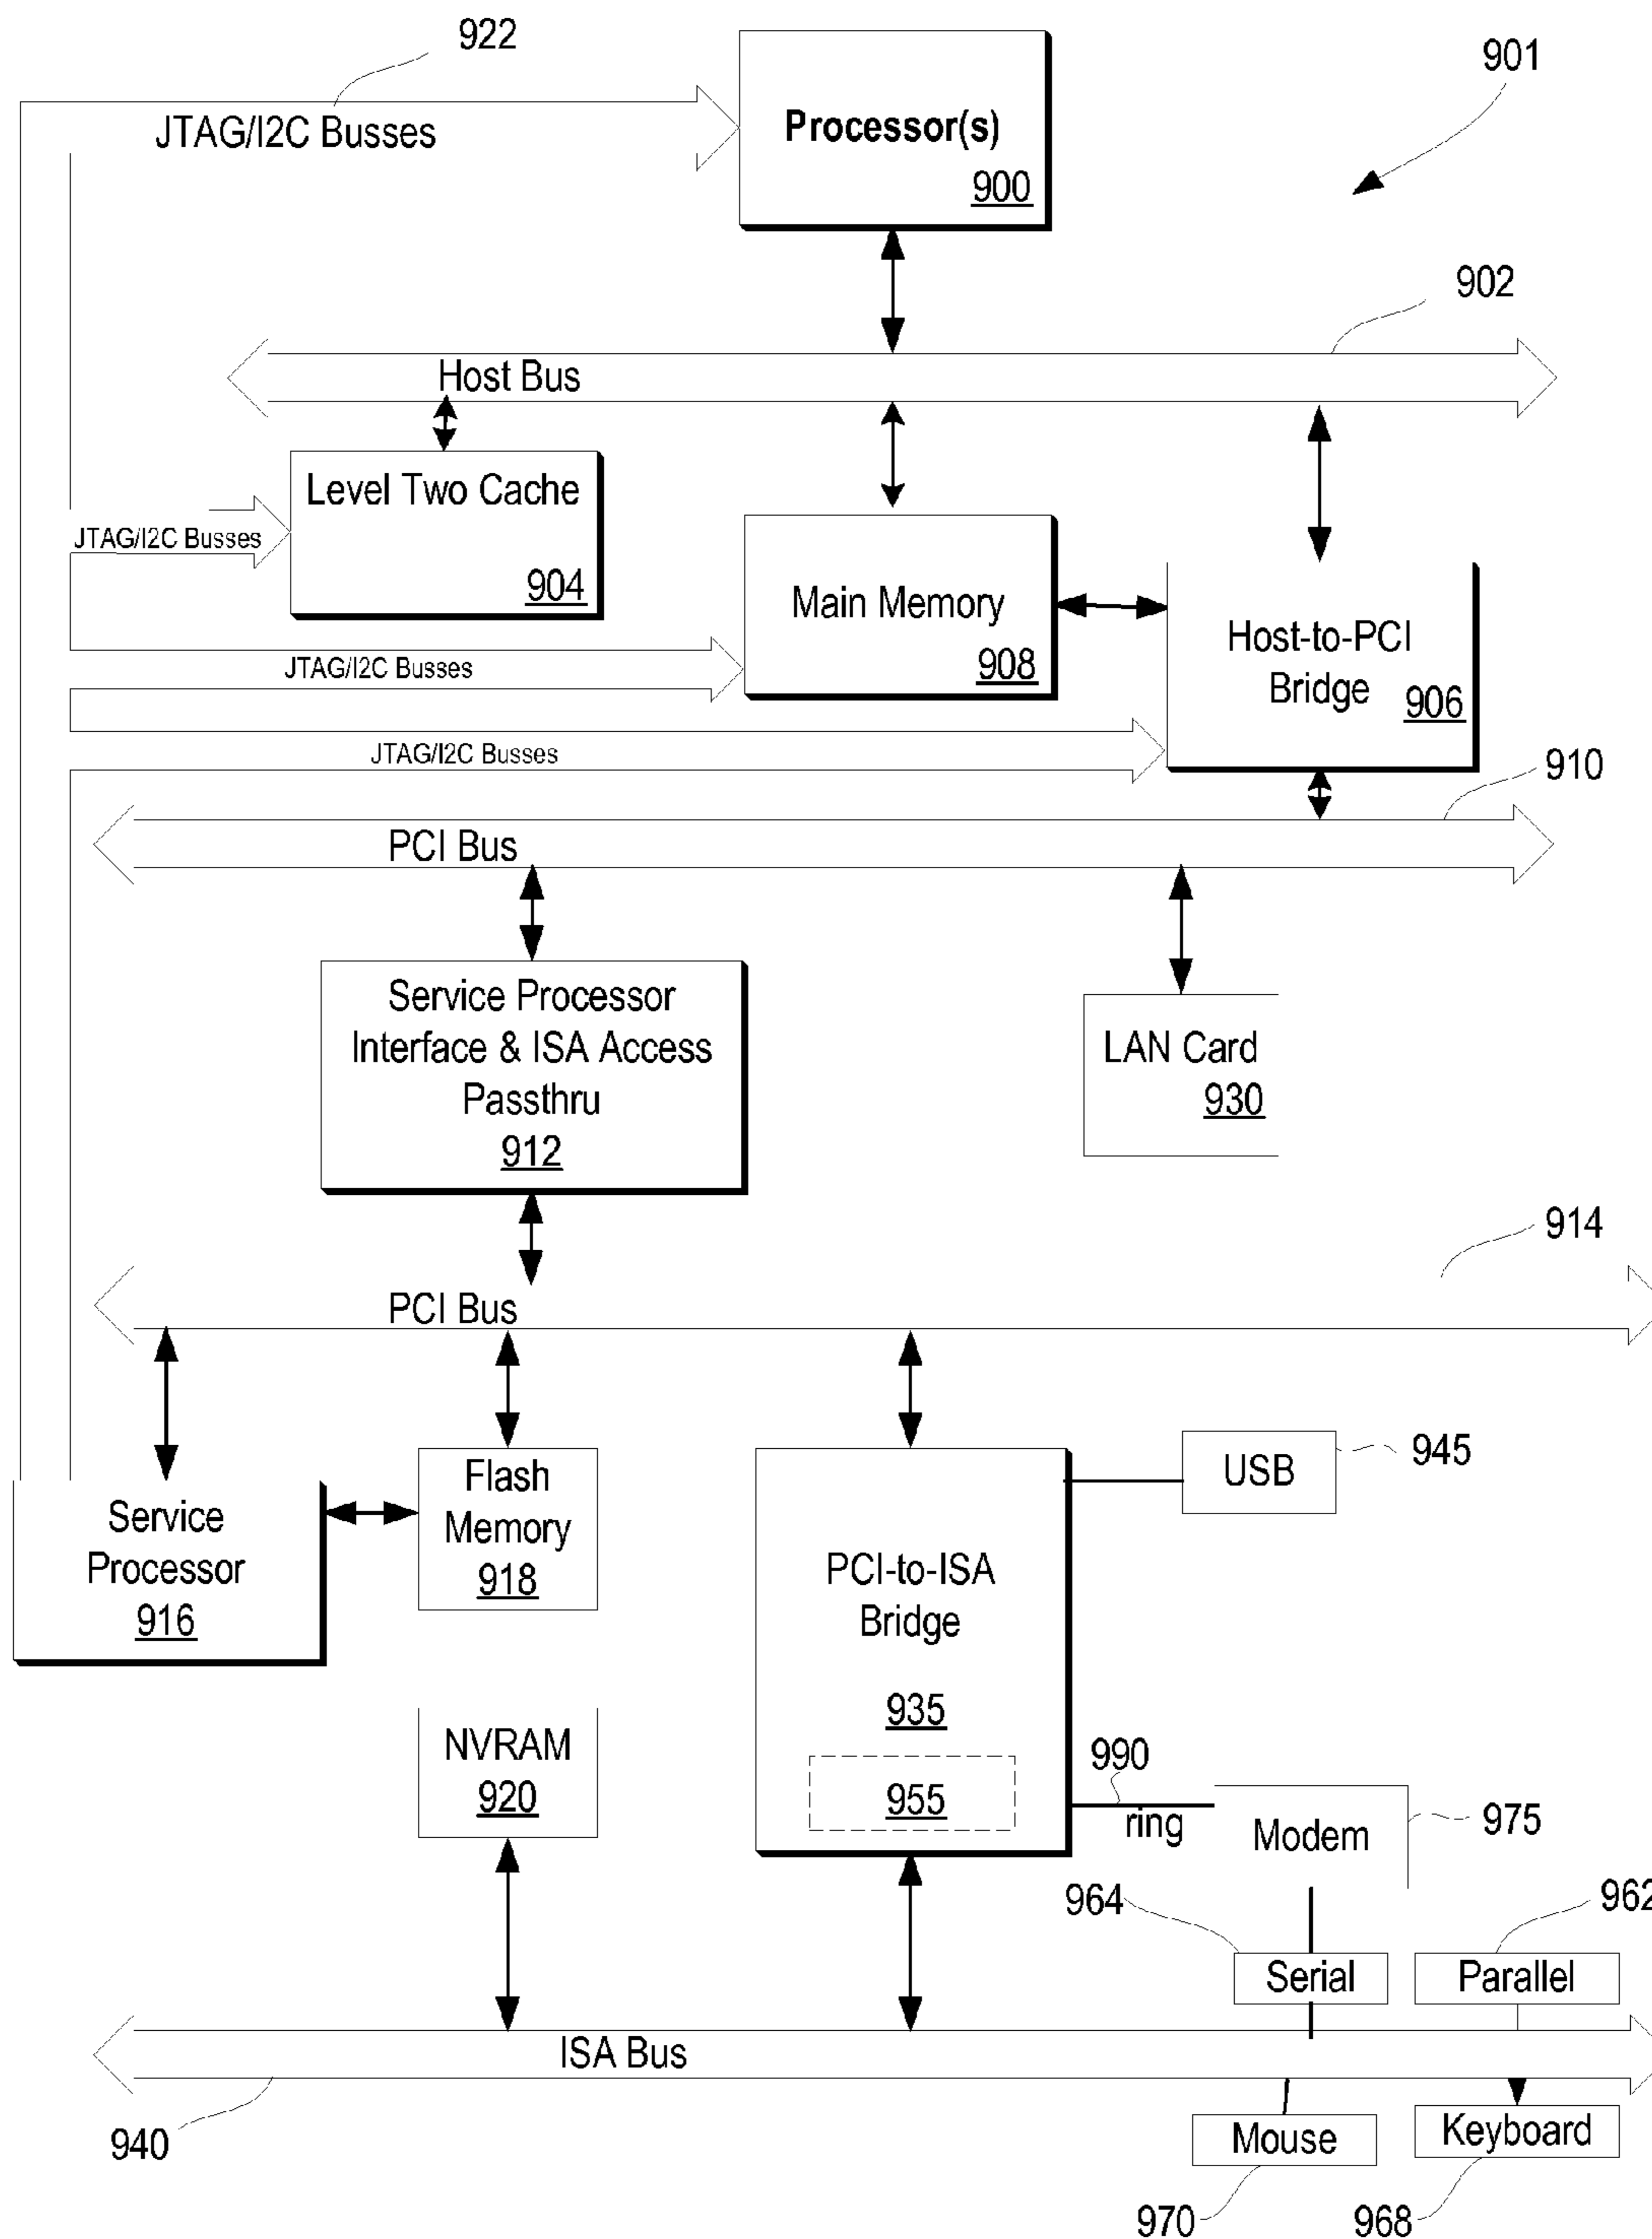 922
901
JTAG/I2C Busses
Processor(s)
900
902
Host Bus
Level Two Cache
904
JTAG/I2C Busses
Main Memory
908
Host-to-PCI
Bridge
906
JTAG/I2C Busses
JTAG/I2C Busses
910
PCI Bus
Service Processor
Interface & ISA Access
Passthru
912
LAN Card
930
914
PCI Bus
Service
Processor
916
Flash
Memory
918
USB
945
PCI-to-ISA
Bridge
935
955
NVRAM
920
990
ring
Modem
975
964
962
Serial
Parallel
ISA Bus
940
Mouse
Keyboard
970
968